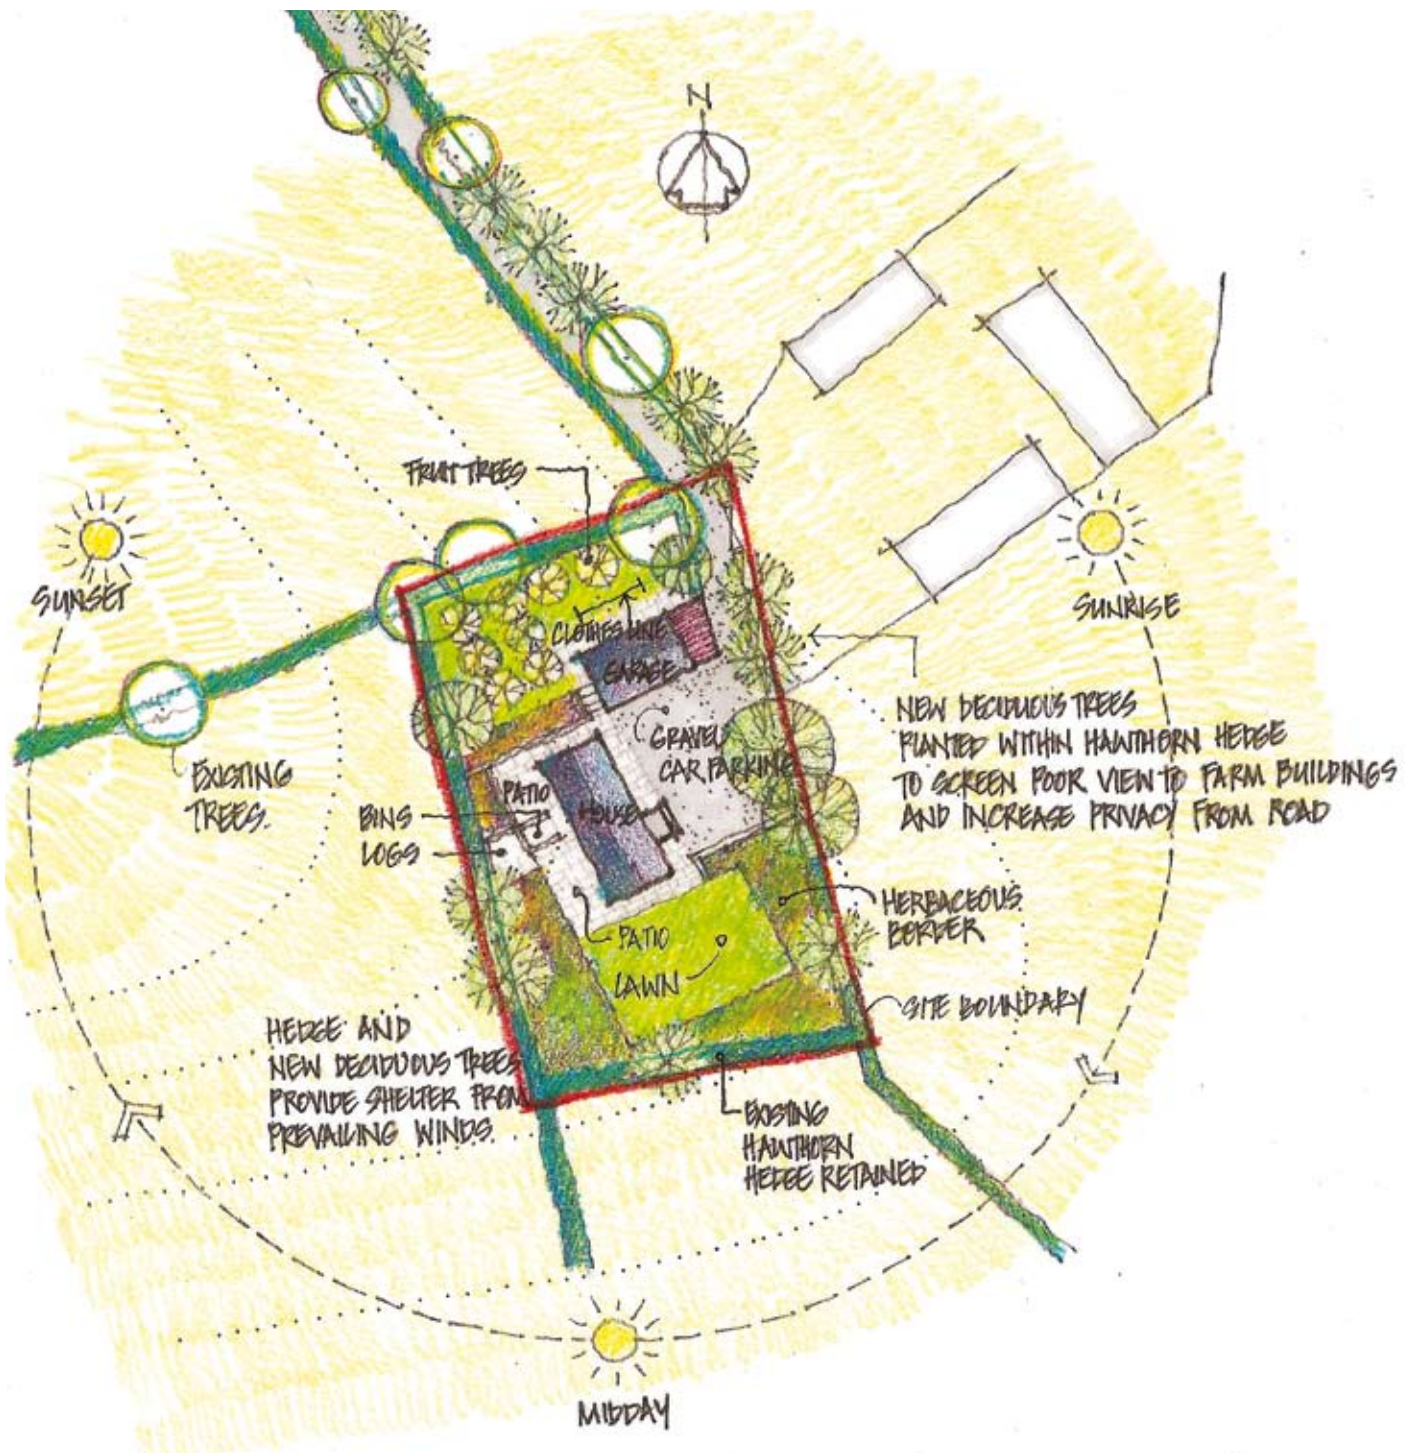 N
FRUIT TREES
SUNSET
SUNRISE
CLOTHES LINE
GARAGE
NEW DECIDUOUS TREES
PLANTED WITHIN HAWTHORN HEDGE
TO SCREEN POOR VIEW TO FARM BUILDINGS
AND INCREASE PRIVACY FROM ROAD
GRAVEL
CAR PARKING
EXISTING
TREES.
PATIO
HOUSE
BINS
LOGS
HERBACEOUS
BORDER
PATIO
LAWN
SITE BOUNDARY
HEDGE AND
NEW DECIDUOUS TREES
PROVIDE SHELTER FROM
PREVAILING WINDS.
EXISTING
HAWTHORN
HEDGE RETAINED
MIDDAY